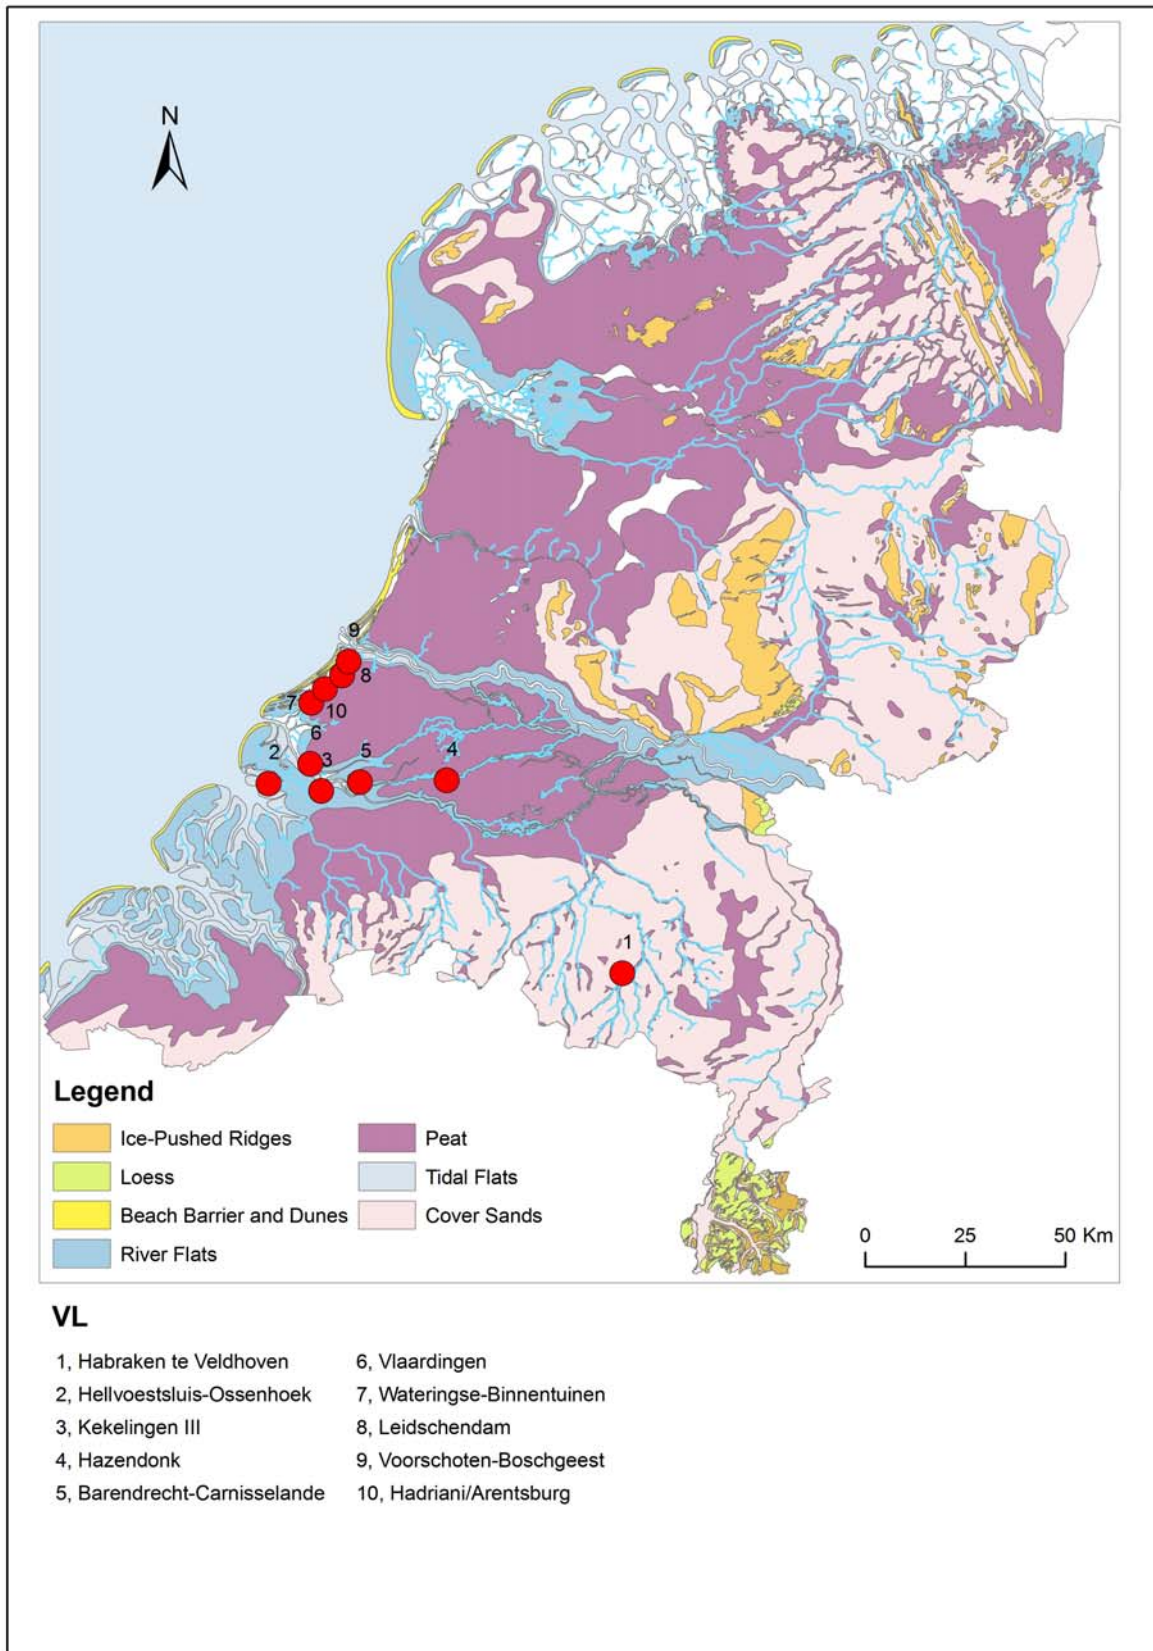 N
9
8
7
10
6
2
3
5
4
1
Legend
Ice-Pushed Ridges
Loess
Beach Barrier and Dunes
River Flats
Peat
Tidal Flats
Cover Sands
0 25 50 Km
VL
1, Habraken te Veldhoven
2, Hellvoestsluis-Ossenhoek
3, Kekelingen III
4, Hazendonk
5, Barendrecht-Carnisselande
6, Vlaardingen
7, Wateringse-Binnentuinen
8, Leidschendam
9, Voorschoten-Boschgeest
10, Hadriani/Arentsburg